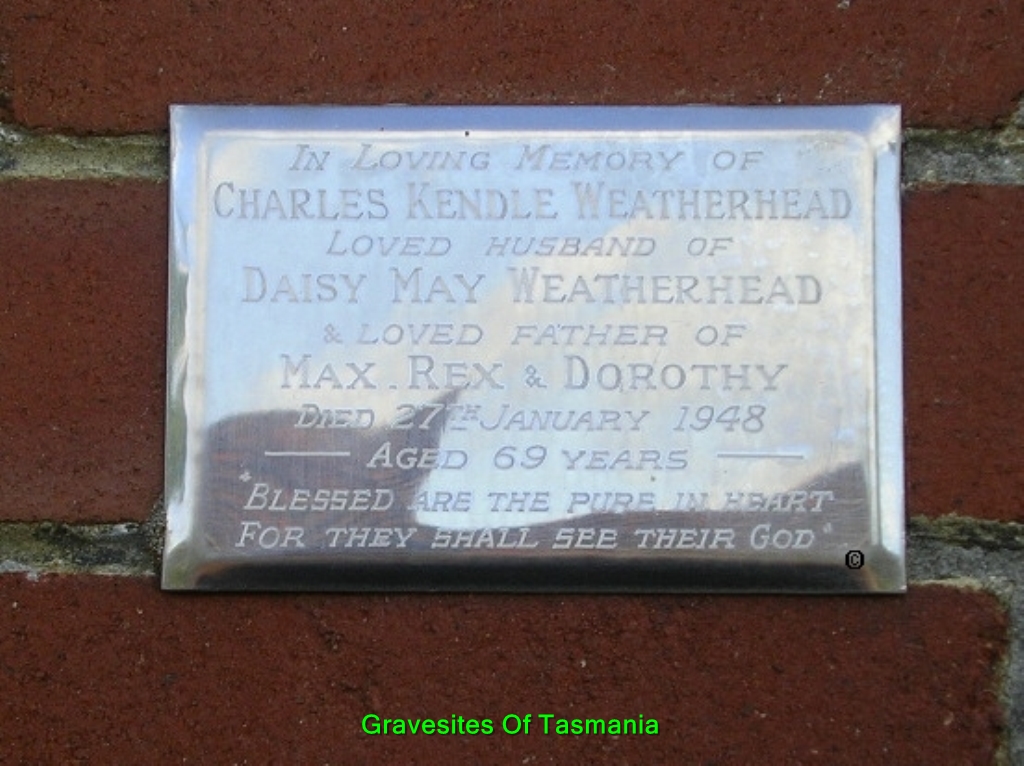 In Loving Memory of
Charles Kendle Weatherhead
Loved husband of
Daisy May Weatherhead
& loved father of
Max. Rex & Dorothy
Died 27th January 1948
Aged 69 years
"Blessed are the pure in heart
For they shall see their God"
©
Gravesites Of Tasmania